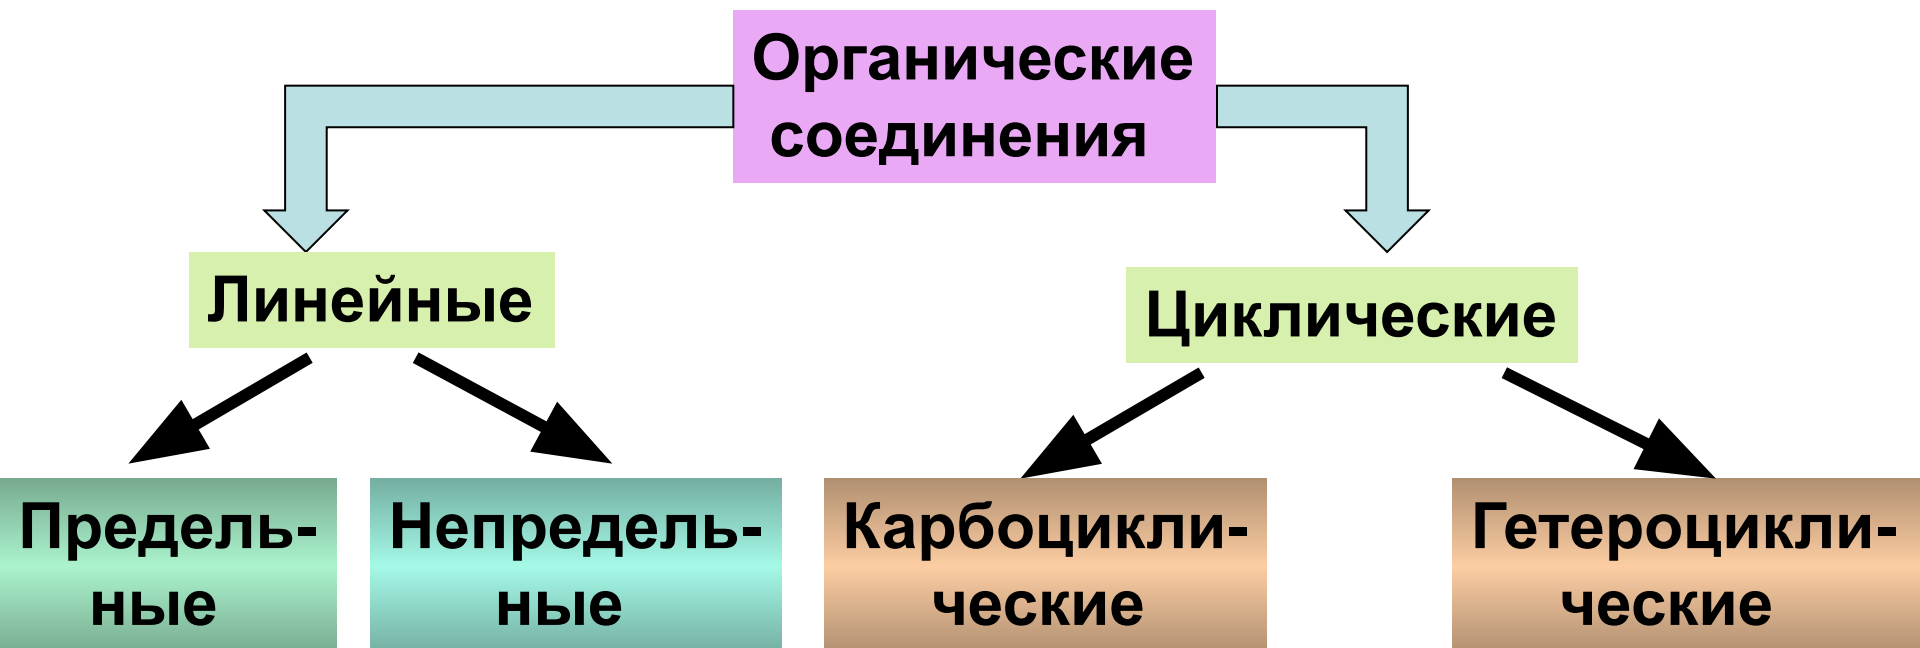 Органические
соединения
Линейные
Циклические
Предель-
ные
Непредель-
ные
Карбоцикли-
ческие
Гетероцикли-
ческие